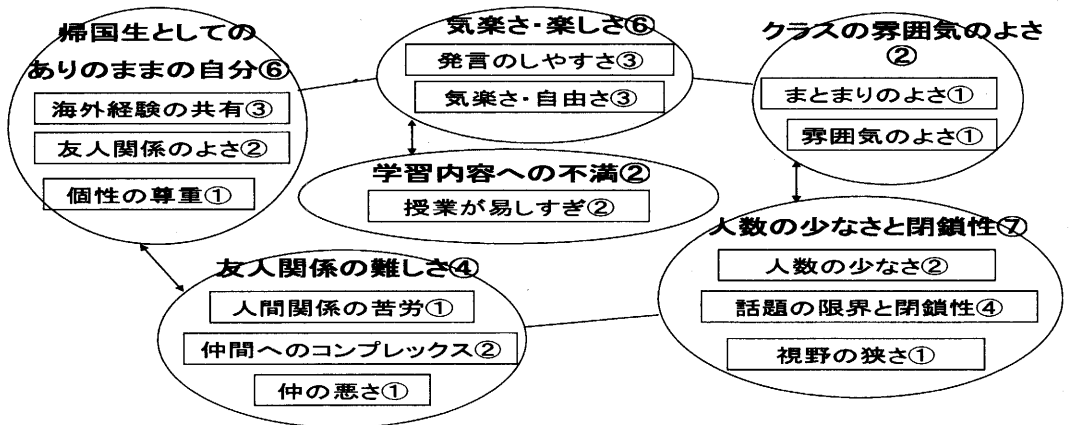 帰国生としての
ありのままの自分⑥
海外経験の共有③
友人関係のよさ②
個性の尊重①
気楽さ・楽しさ⑥
発言のしやすさ③
気楽さ・自由さ③
クラスの雰囲気のよさ
②
まとまりのよさ①
雰囲気のよさ①
学習内容への不満②
授業が易しすぎ②
友人関係の難しさ④
人間関係の苦労①
仲間へのコンプレックス②
仲の悪さ①
人数の少なさと閉鎖性⑦
人数の少なさ②
話題の限界と閉鎖性④
視野の狭さ①